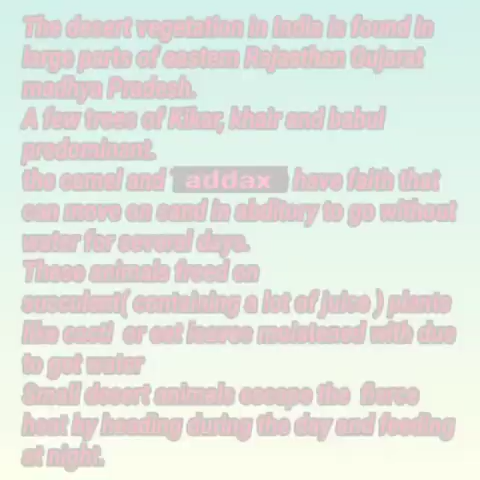 The desert vegetation in India is found in
large parts of eastern Rajasthan Gujarat
madhya Pradesh.
A few trees of Kikar, khair and babul
predominant.
the camel and addax have faith that
can move on sand in abditory to go without
water for several days.
These animals freed on
succulent( containing a lot of juice ) plants
like casti or eat leaves moistened with due
to get water
Small desert animals escape the fierce
heat by heading during the day and feeding
at night.